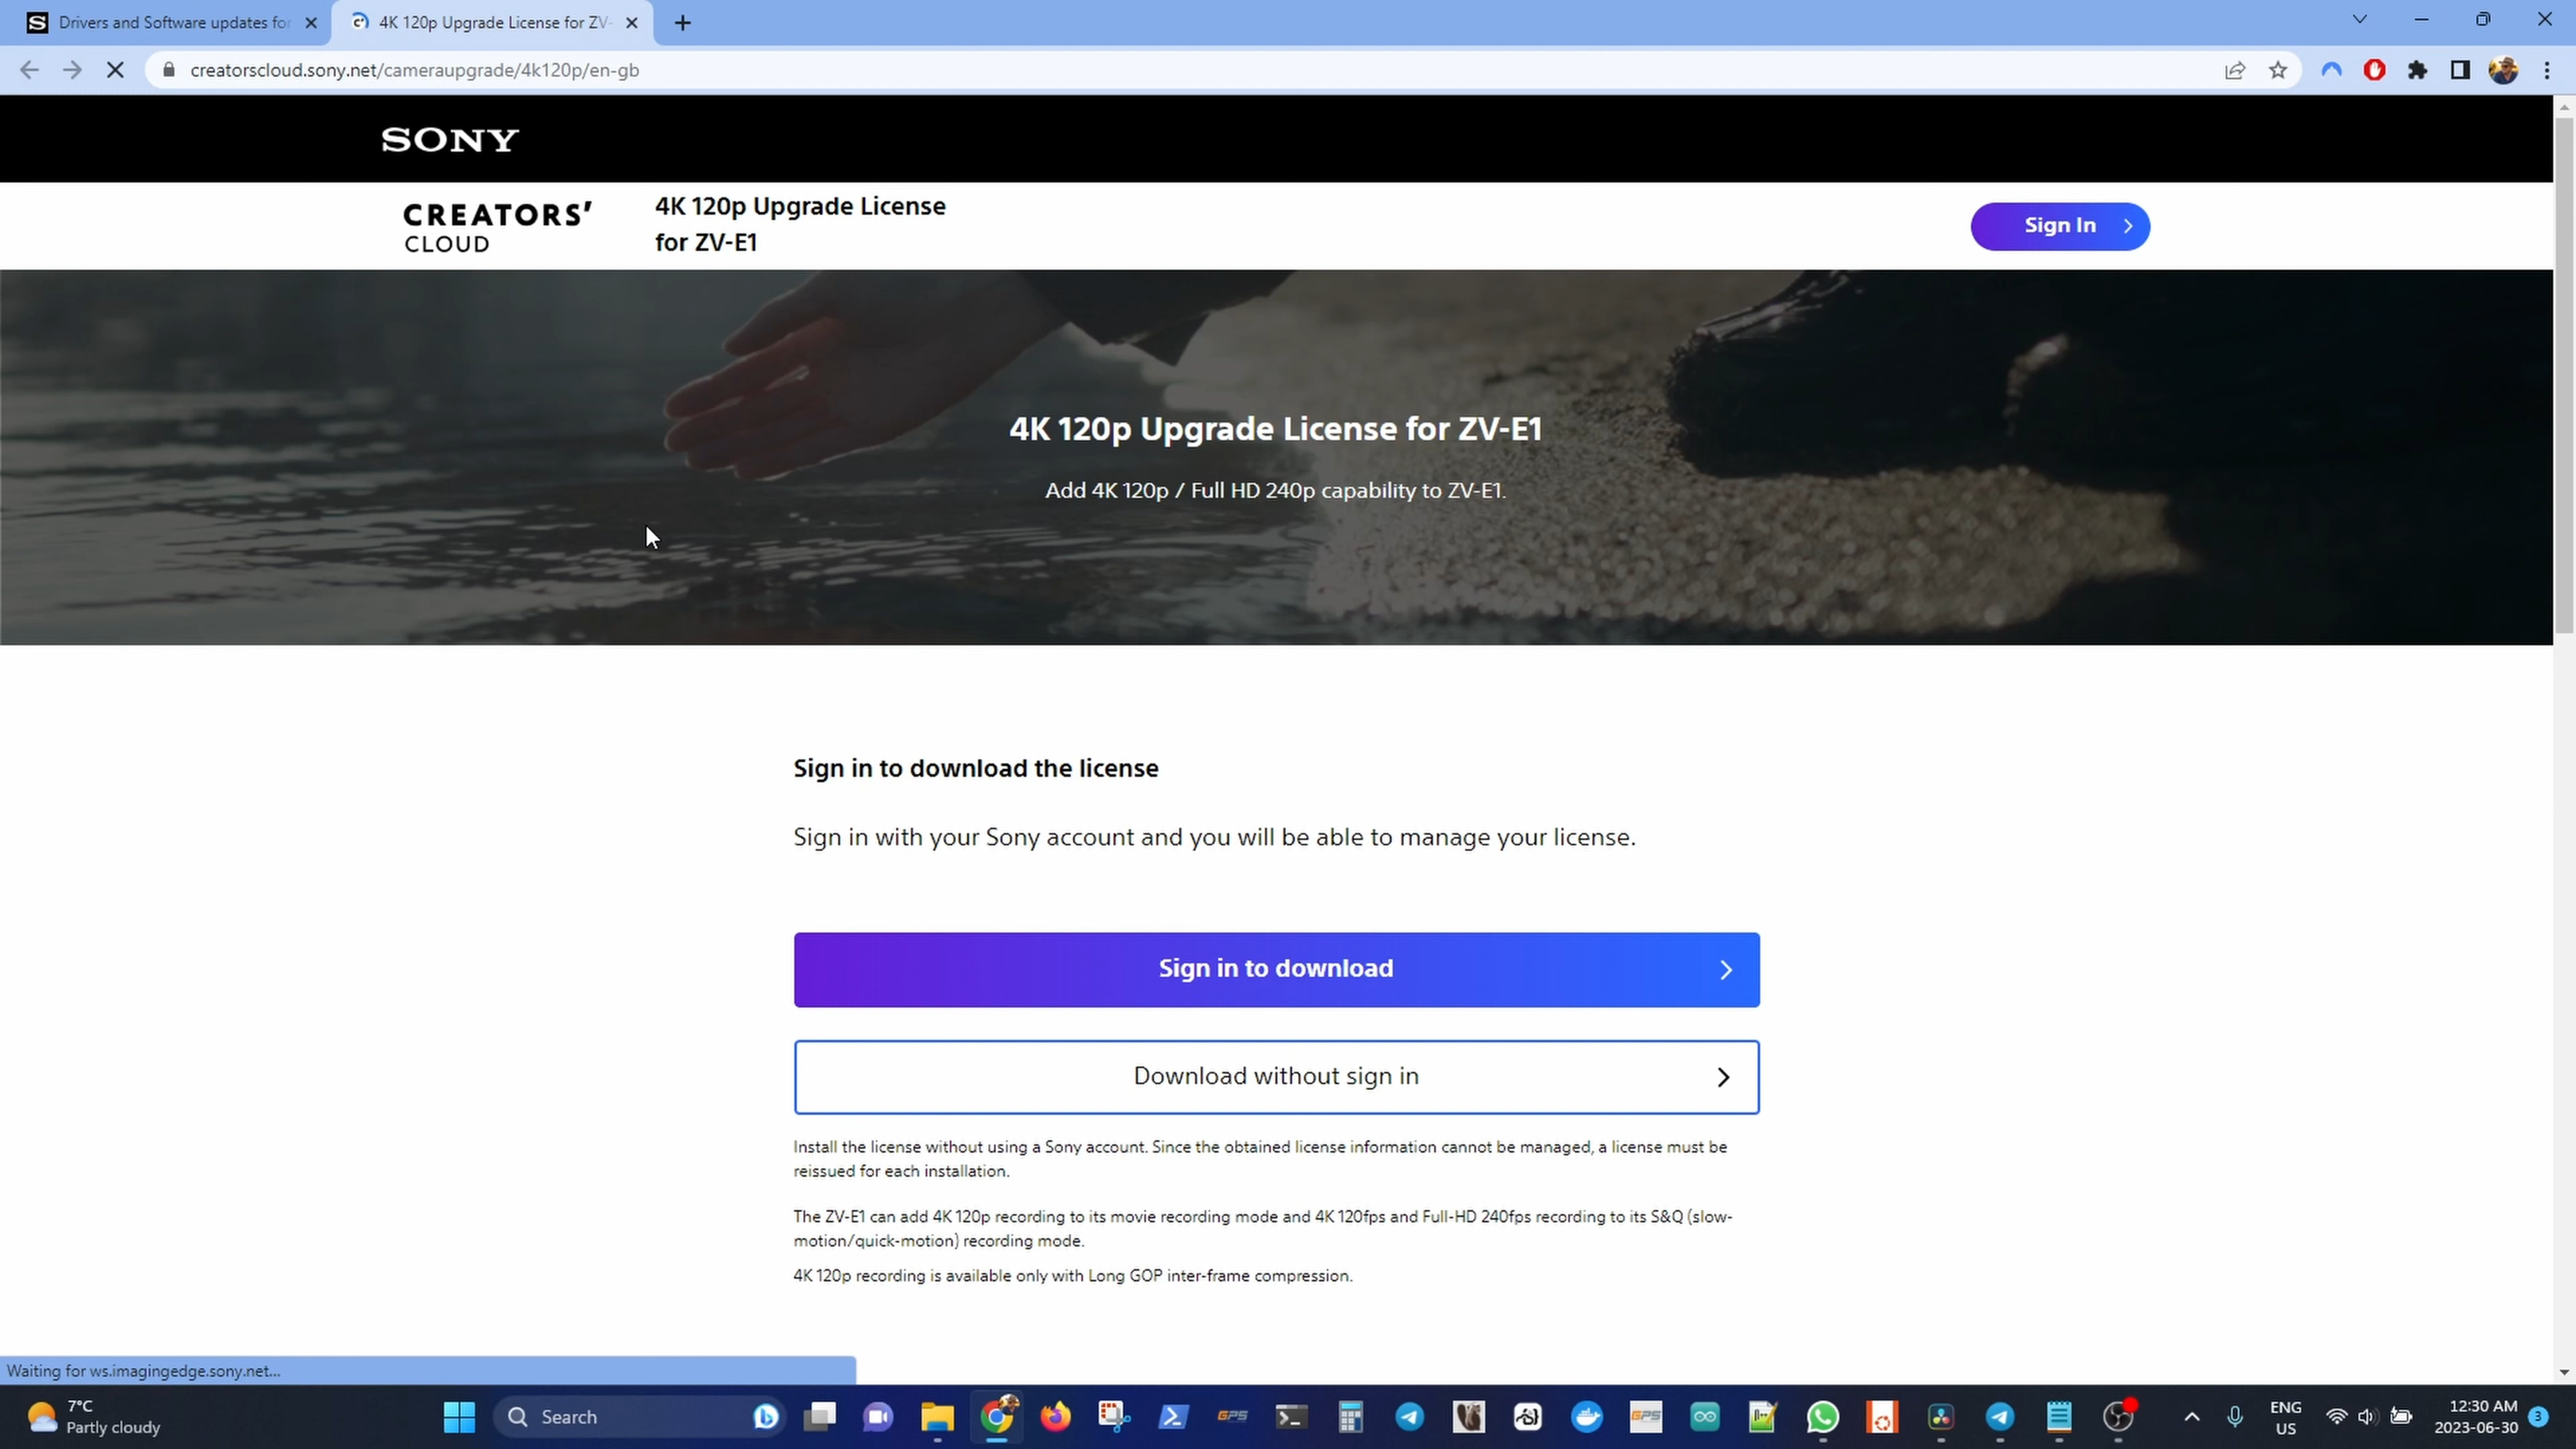 Drivers and Software updates for
4K 120p Upgrade License for ZV-
creatorscloud.sony.net/cameraupgrade/4k120p/en-gb
SONY
CREATORS'
CLOUD
4K 120p Upgrade License
for ZV-E1
Sign In
4K 120p Upgrade License for ZV-E1
Add 4K 120p / Full HD 240p capability to ZV-E1.
Sign in to download the license
Sign in with your Sony account and you will be able to manage your license.
Sign in to download
Download without sign in
Install the license without using a Sony account. Since the obtained license information cannot be managed, a license must be
reissued for each installation.
The ZV-E1 can add 4K 120p recording to its movie recording mode and 4K 120fps and Full-HD 240fps recording to its S&Q (slow-
motion/quick-motion) recording mode.
4K 120p recording is available only with Long GOP inter-frame compression.
Waiting for ws.imagingedge.sony.net...
7°C
Partly cloudy
Search
GPS
GPS
ENG
US
12:30 AM
2023-06-30
3